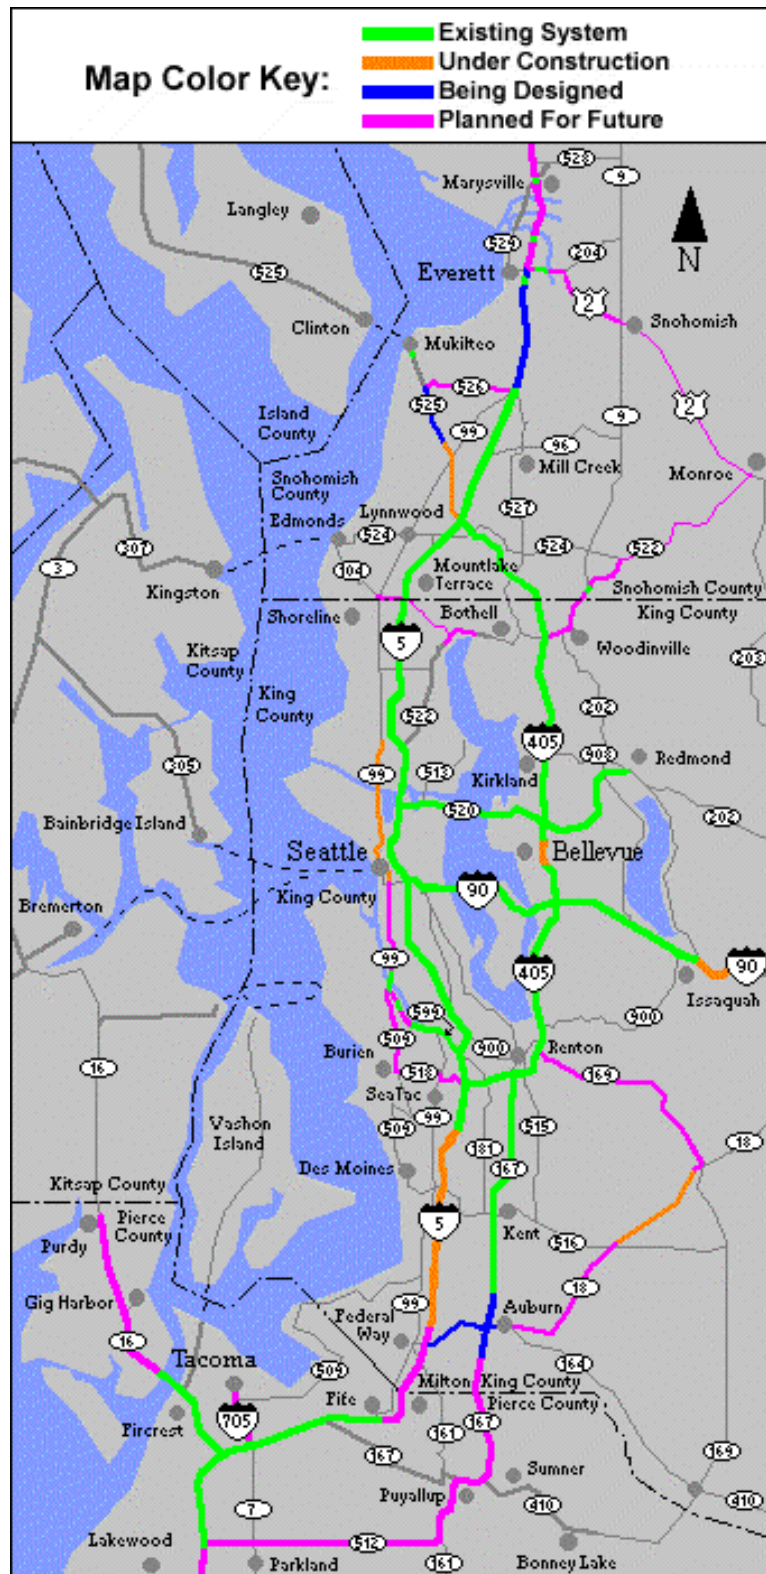 Existing System
Under Construction
Map Color Key:
Being Designed
Planned For Future
528
Marysville
9
Langley
529
204
N
Everett
525
2
Snohomish
Clinton
Mukilteo
526
525
2
9
Island
County
99
96
Snohomish
County
Mill Creek
Monroe
Edmonds
Lynnwood
527
307
524
524
522
3
104
Mountlake
Terrace
Kingston
Snohomish County
King County
Shoreline
Bothell
5
Woodinville
Kitsap
County
203
King
County
202
522
405
908
99
513
Redmond
305
Kirkland
520
202
Bainbridge Island
Seattle
Bellevue
King County
90
Bremerton
99
405
90
Issaquah
599
900
509
900
Renton
16
Burien
518
169
SeaTac
99
Vashon
Island
509
181
515
18
167
Des Moines
Kitsap County
Pierce
County
5
Kent
Purdy
516
18
Gig Harbor
99
Auburn
16
Federal
Way
Tacoma
509
164
Milton
King County
Fife
Pierce County
705
167
Fircrest
161
169
167
Sumner
Puyallup
410
410
7
Lakewood
512
Parkland
161
Bonney Lake